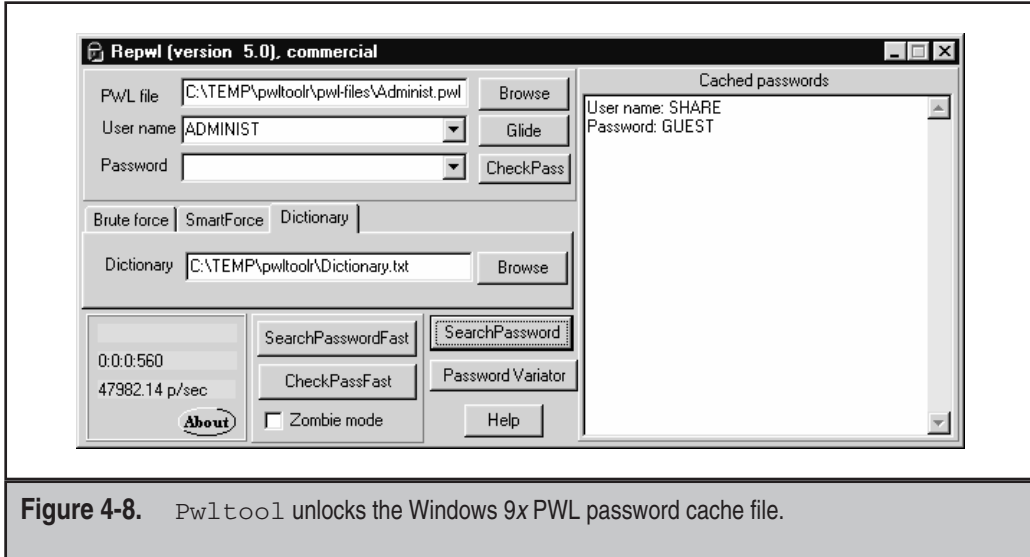 Repwl (version 5.0), commercial
PWL file C:\TEMP\pwltoolr\pwl-files\Administ.pwl Browse
User name ADMINIST Glide
Password CheckPass
Brute force SmartForce Dictionary
Dictionary C:\TEMP\pwltoolr\Dictionary.txt Browse
0:0:0:560
47982.14 p/sec
About
SearchPasswordFast
CheckPassFast
Zombie mode
SearchPassword
Password Variator
Help
Cached passwords
User name: SHARE
Password: GUEST
Figure 4-8. Pwltool unlocks the Windows 9x PWL password cache file.